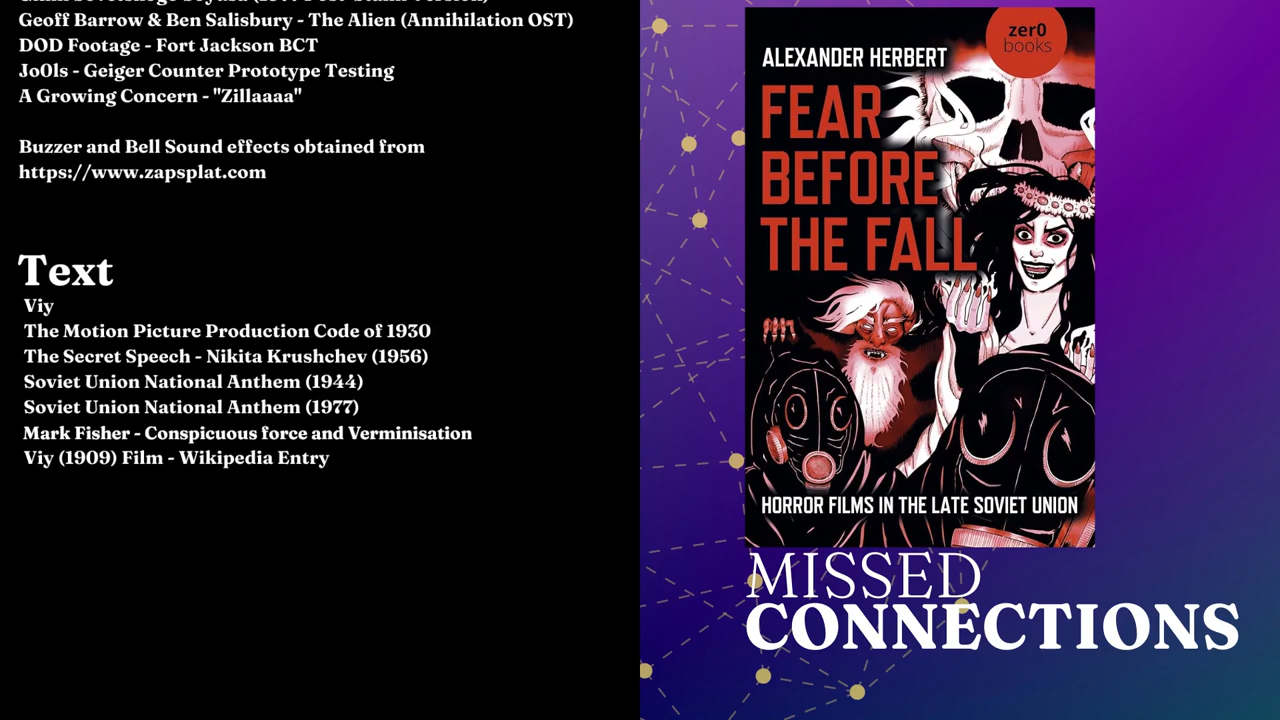 Geoff Barrow & Ben Salisbury - The Alien (Annihilation OST)
DOD Footage - Fort Jackson BCT
Jo0ls - Geiger Counter Prototype Testing
A Growing Concern - "Zillaaaa"
Buzzer and Bell Sound effects obtained from
https://www.zapsplat.com
Text
Viy
The Motion Picture Production Code of 1930
The Secret Speech - Nikita Krushchev (1956)
Soviet Union National Anthem (1944)
Soviet Union National Anthem (1977)
Mark Fisher - Conspicuous force and Verminisation
Viy (1909) Film - Wikipedia Entry
zer0
books
ALEXANDER HERBERT
FEAR
BEFORE
THE FALL
HORROR FILMS IN THE LATE SOVIET UNION
MISSED
CONNECTIONS